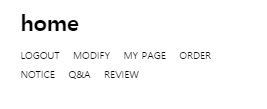 home
LOGOUT MODIFY MY PAGE ORDER
NOTICE Q&A REVIEW